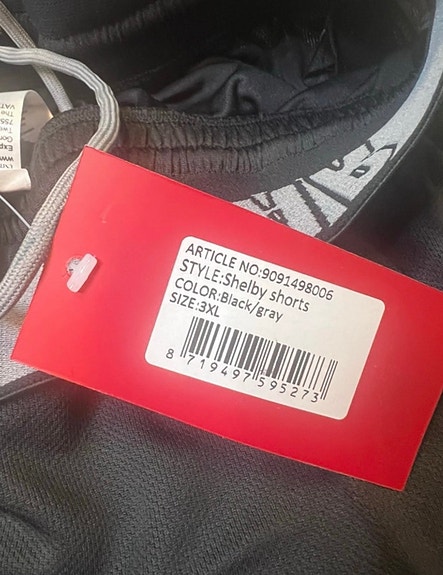 ARTICLE NO:9091498006
STYLE:Shelby shorts
COLOR:Black/gray
SIZE:3XL
8 719497 595273